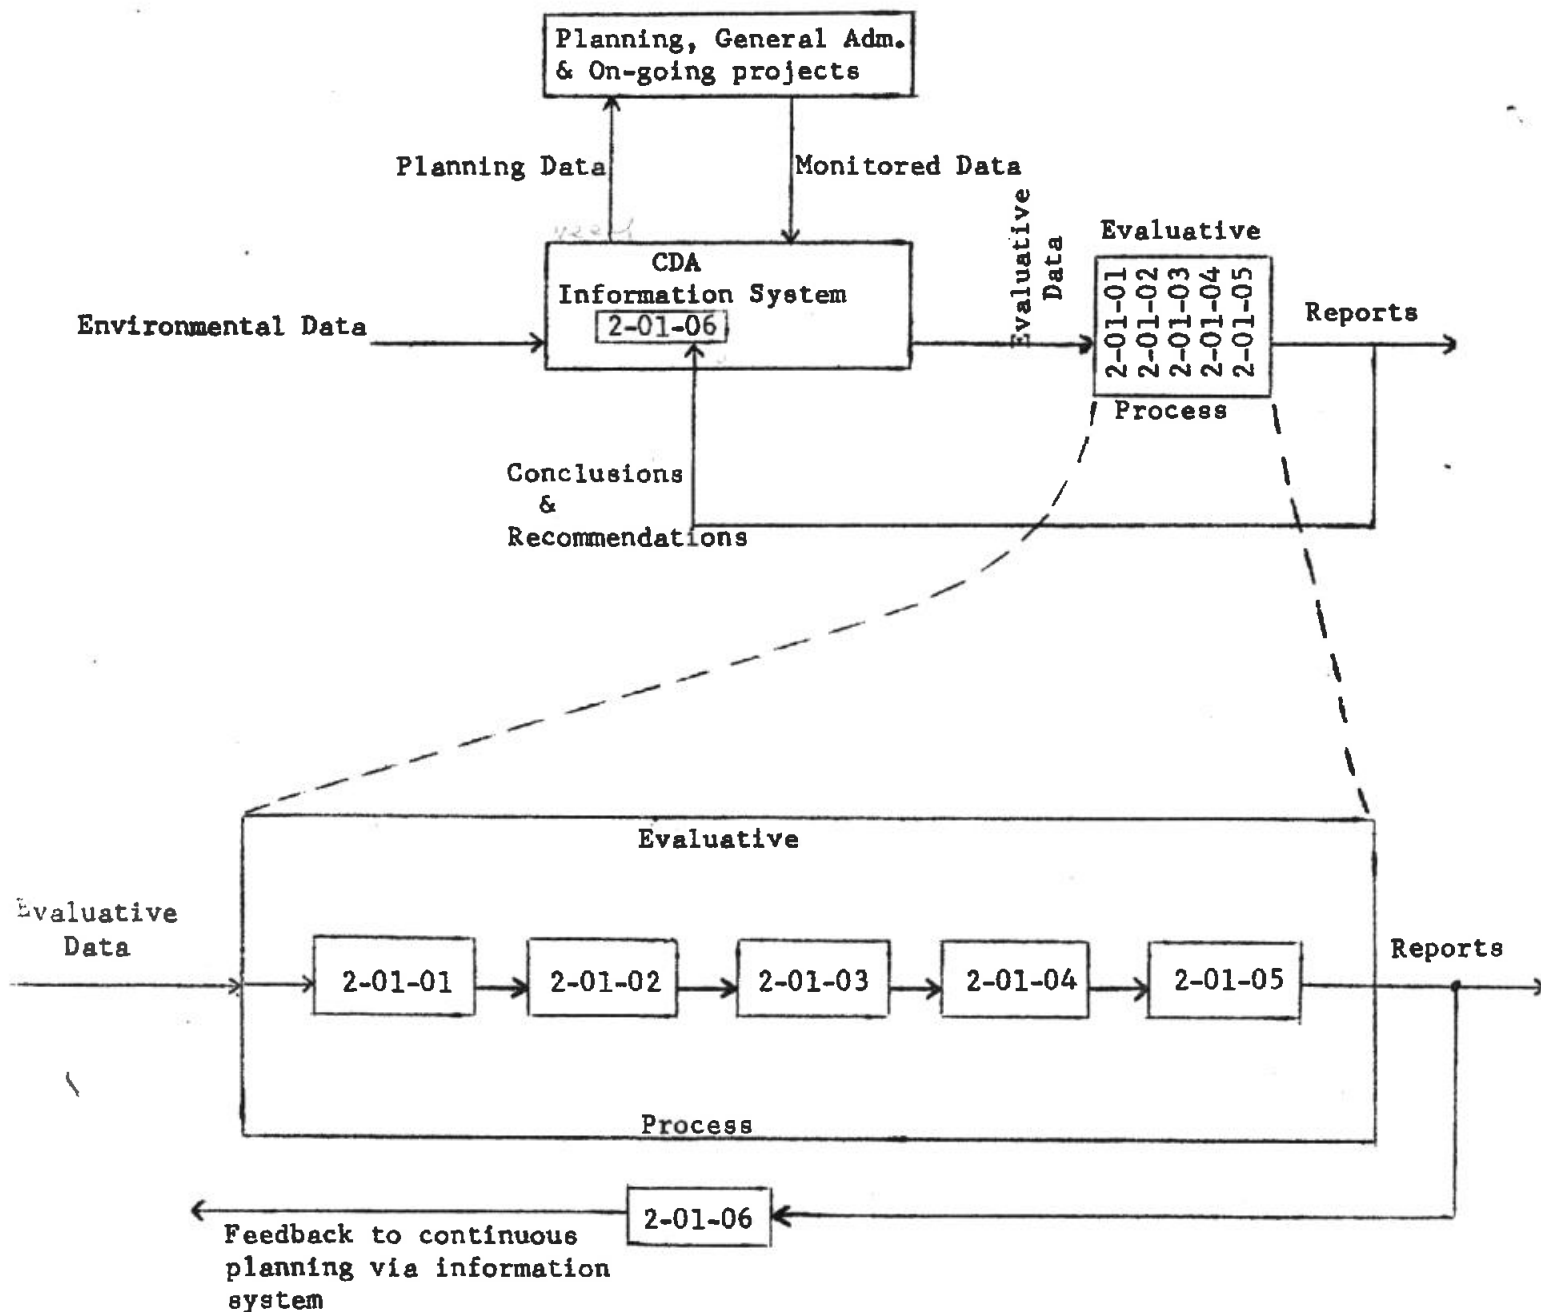 Planning, General Adm.
& On-going projects
Planning Data
Monitored Data
CDA
Information System
2-01-06
Environmental Data
Evaluative
Data
Evaluative
2-01-01
2-01-02
2-01-03
2-01-04
2-01-05
Process
Reports
Conclusions
&
Recommendations
Evaluative
Evaluative
Data
2-01-01
2-01-02
2-01-03
2-01-04
2-01-05
Reports
Process
2-01-06
Feedback to continuous
planning via information
system